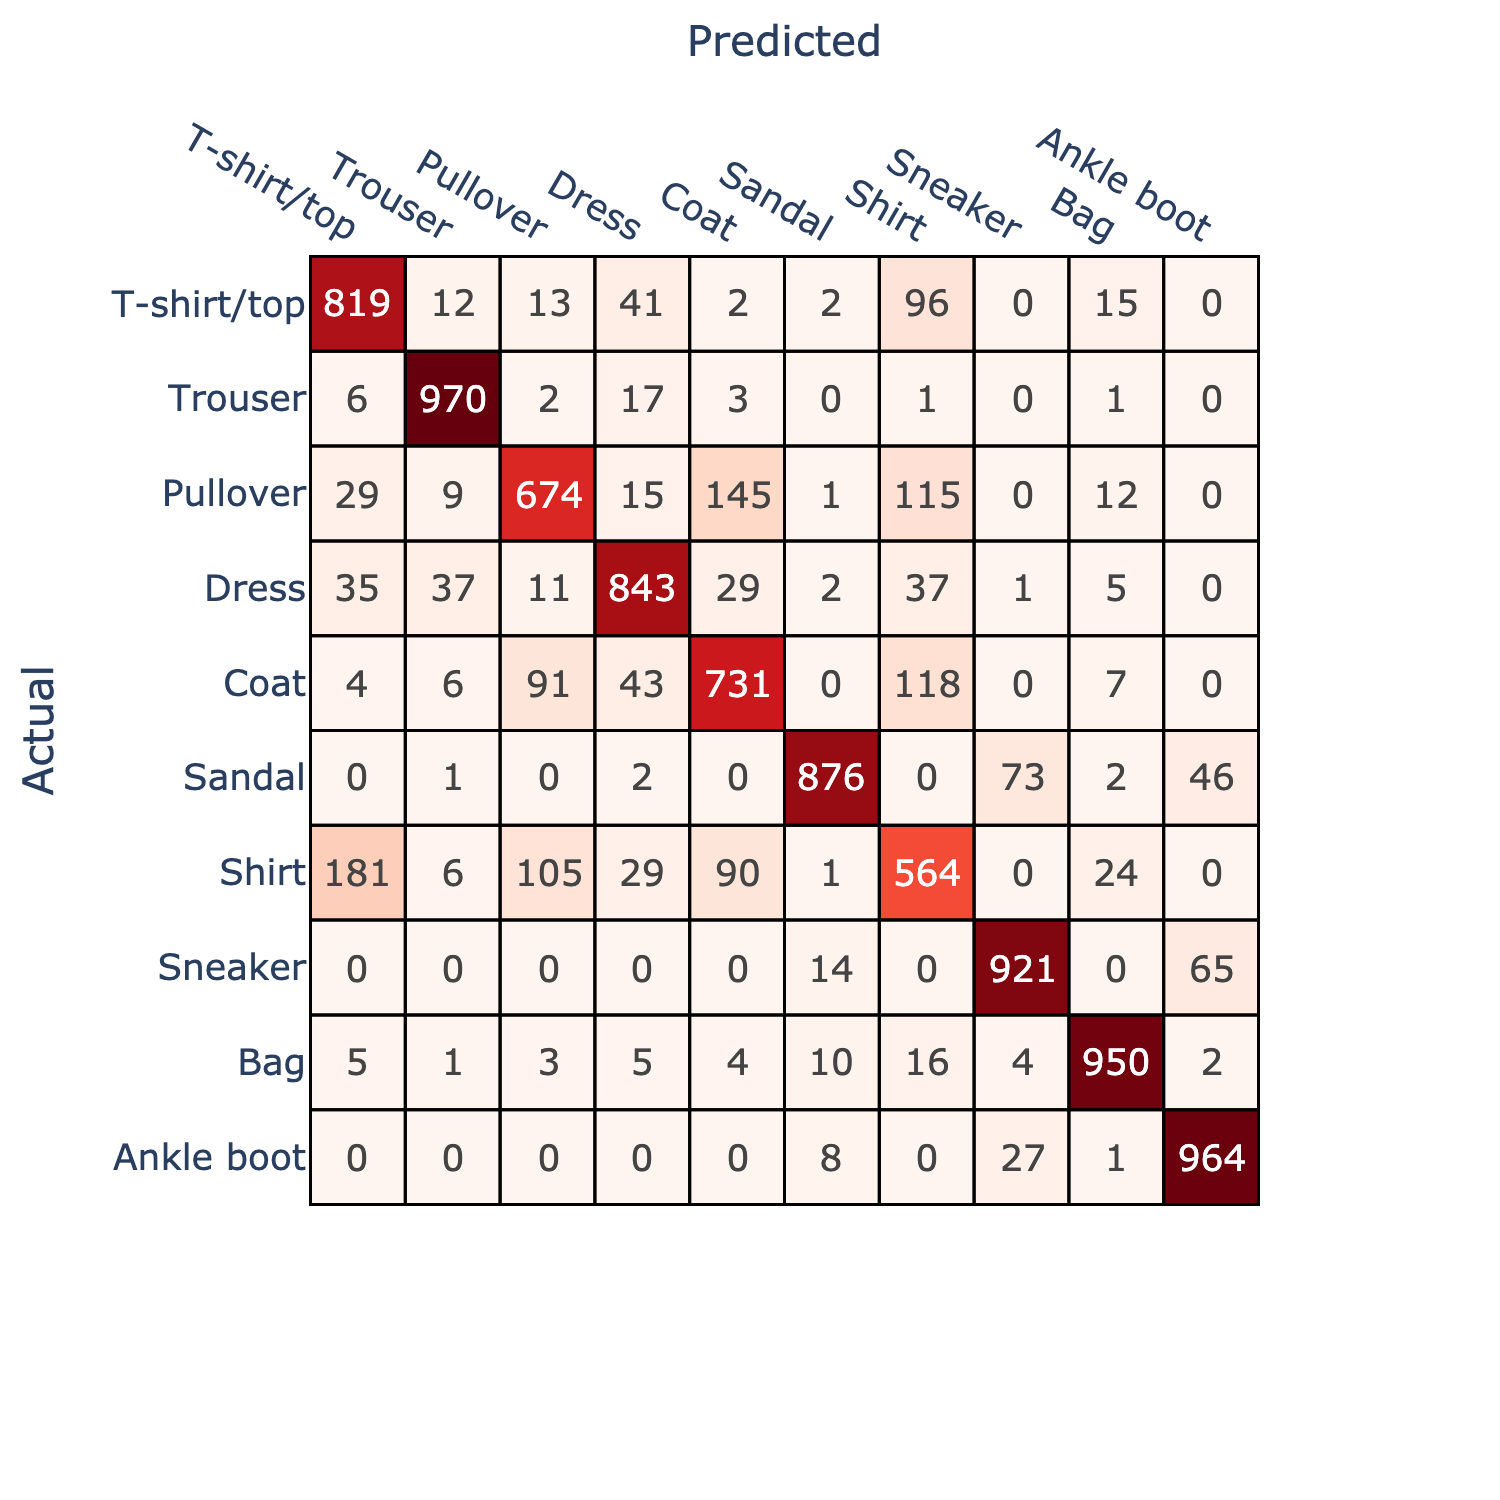 Predicted
T-shirt/top Trouser Pullover Dress Coat Sandal Shirt Sneaker Bag Ankle boot
Actual
T-shirt/top 819 12 13 41 2 2 96 0 15 0
Trouser 6 970 2 17 3 0 1 0 1 0
Pullover 29 9 674 15 145 1 115 0 12 0
Dress 35 37 11 843 29 2 37 1 5 0
Coat 4 6 91 43 731 0 118 0 7 0
Sandal 0 1 0 2 0 876 0 73 2 46
Shirt 181 6 105 29 90 1 564 0 24 0
Sneaker 0 0 0 0 0 14 0 921 0 65
Bag 5 1 3 5 4 10 16 4 950 2
Ankle boot 0 0 0 0 0 8 0 27 1 964